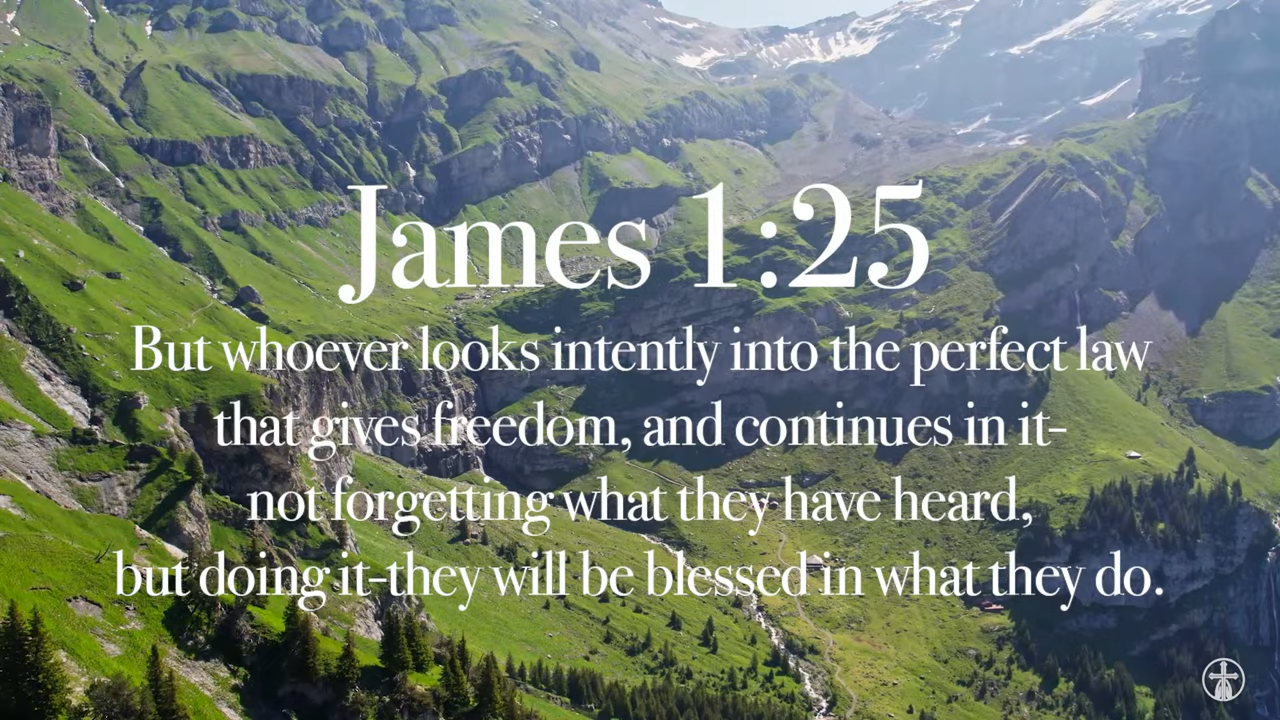 James 1:25
But whoever looks intently into the perfect law
that gives freedom, and continues in it-
not forgetting what they have heard,
but doing it-they will be blessed in what they do.